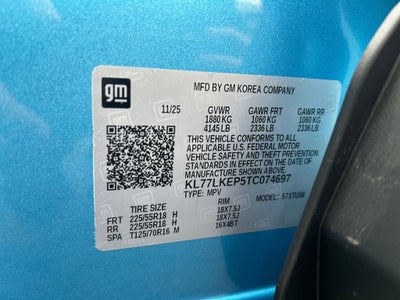 gm
MFD BY GM KOREA COMPANY
11/25 GVWR GAWR FRT GAWR RR
1880 KG 1060 KG 1060 KG
4145 LB 2336 LB 2336 LB
THIS VEHICLE CONFORMS TO ALL
APPLICABLE U.S. FEDERAL MOTOR
VEHICLE SAFETY AND THEFT PREVENTION
STANDARDS IN EFFECT ON THE DATE OF
MANUFACTURE SHOWN ABOVE.
KL77LKEP5TC074697
TYPE: MPV MODEL: 5711U58
TIRE SIZE RIM
FRT 225/55R18 H 18X7.5J
RR 225/55R18 H 18X7.5J
SPA T125/70R16 M 16X4BT